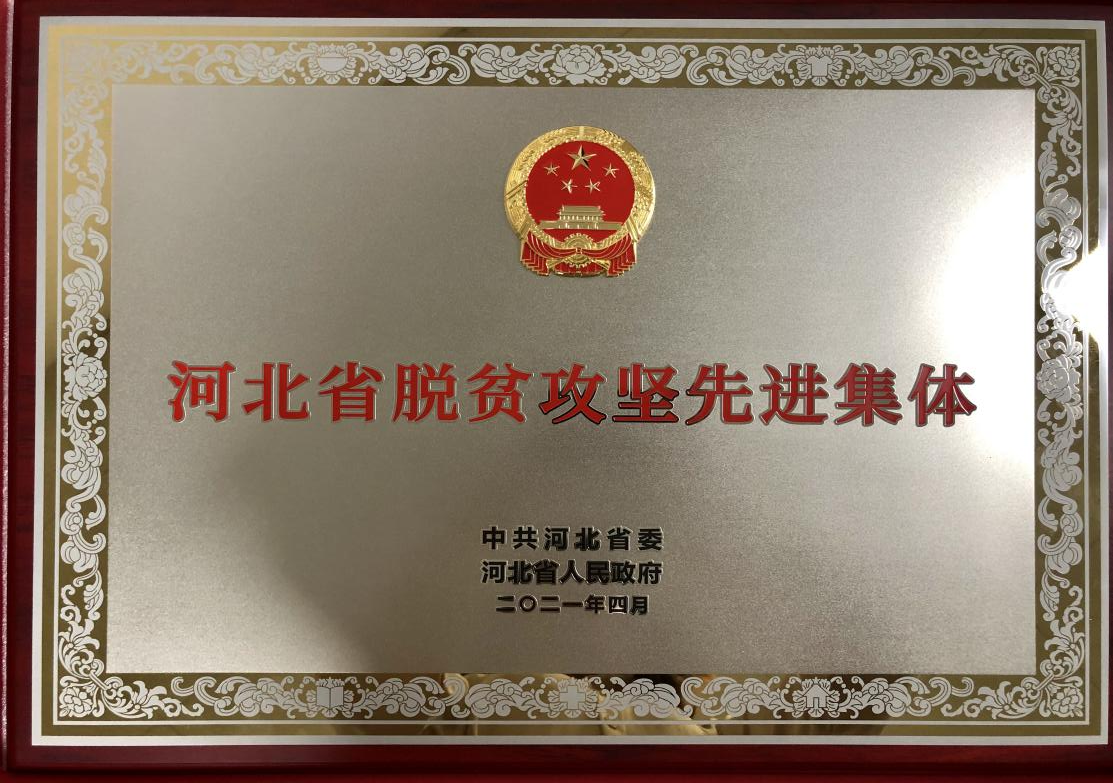 河北省脱贫攻坚先进集体
中共河北省委
河北省人民政府
二〇二一年四月